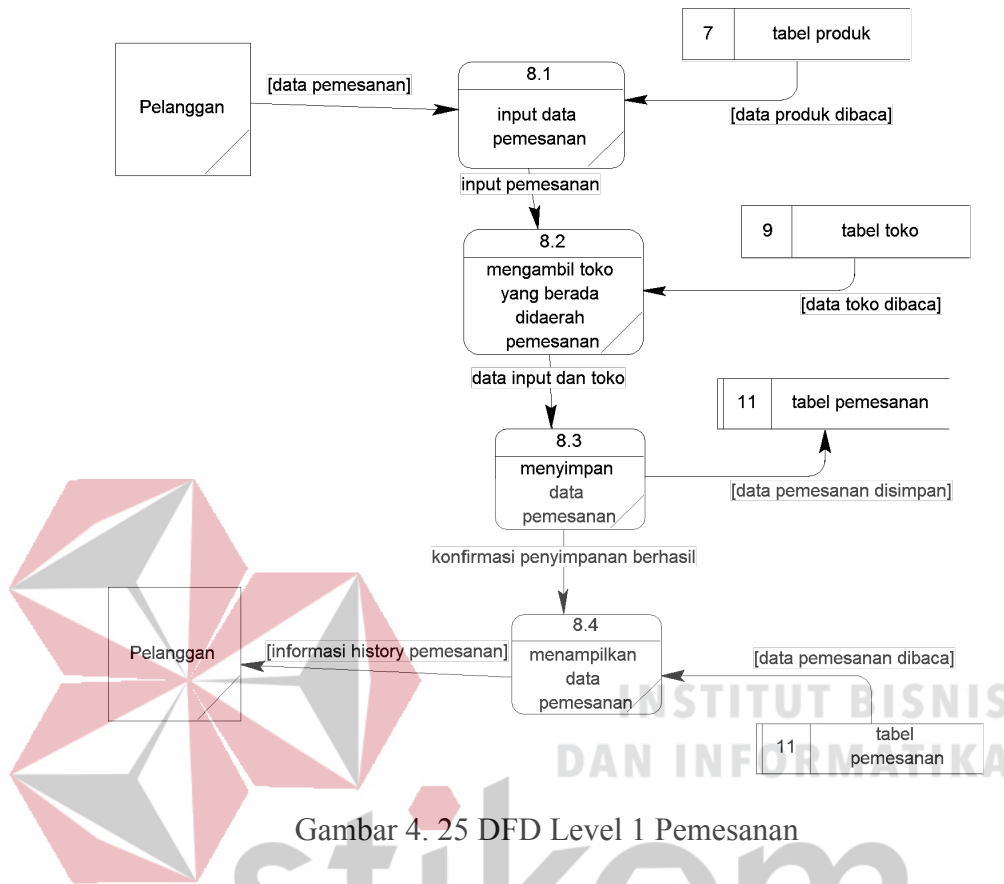 7
tabel produk
Pelanggan
[data pemesanan]
8.1
input data
pemesanan
[data produk dibaca]
input pemesanan
8.2
mengambil toko
yang berada
didaerah
pemesanan
9
tabel toko
[data toko dibaca]
data input dan toko
11
tabel pemesanan
8.3
menyimpan
data
pemesanan
[data pemesanan disimpan]
konfirmasi penyimpanan berhasil
8.4
menampilkan
data
pemesanan
Pelanggan
[informasi history pemesanan]
[data pemesanan dibaca]
11
tabel
pemesanan
INSTITUT BISNIS
DAN INFORMATIKA
Gambar 4. 25 DFD Level 1 Pemesanan
stikom